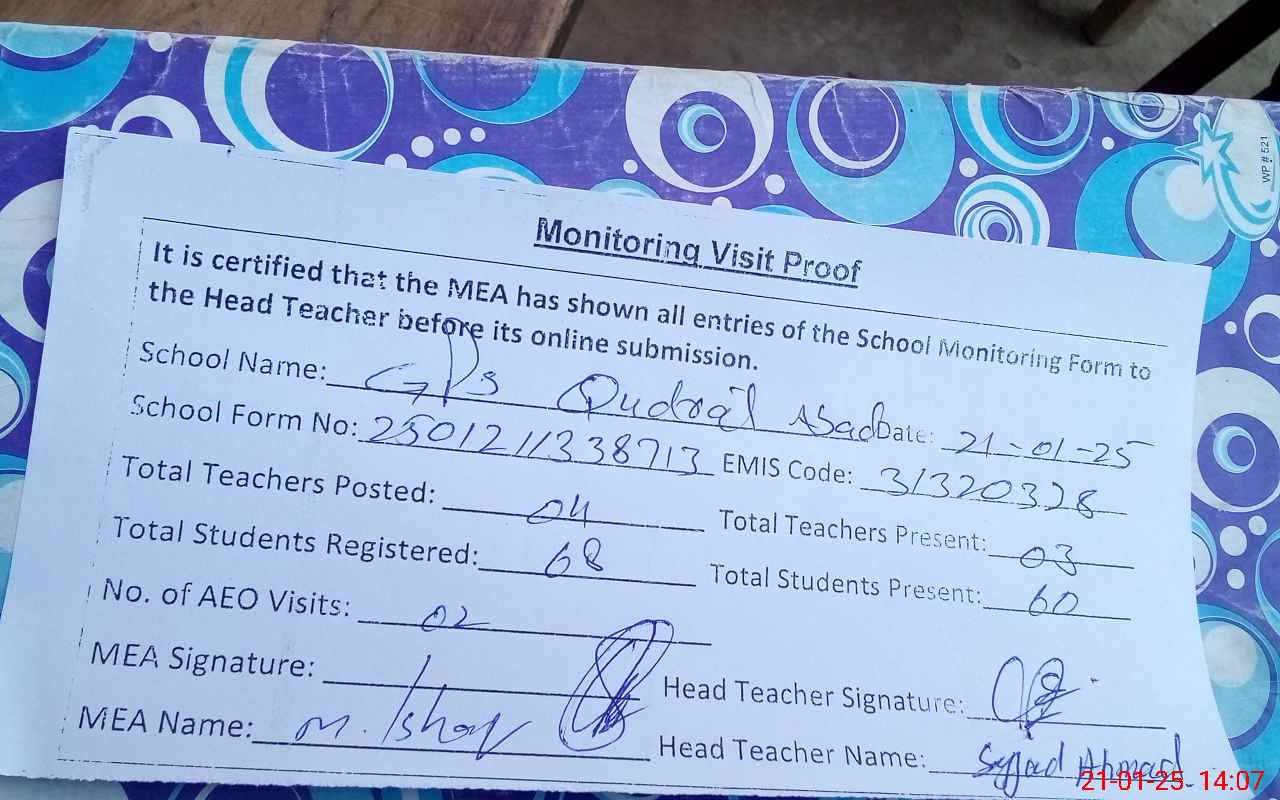 WP # 521
Monitoring Visit Proof
It is certified that the MEA has shown all entries of the School Monitoring Form to
the Head Teacher before its online submission.
School Name: GPS Qudrat Abad Date: 21-01-25
School Form No: 2501211338713 EMIS Code: 31320328
Total Teachers Posted: 04 Total Teachers Present: 03
Total Students Registered: 68 Total Students Present: 60
No. of AEO Visits: 02
MEA Signature: Head Teacher Signature:
MEA Name: M. Ishaq Head Teacher Name: Sajjad Ahmad
21-01-25 14:07